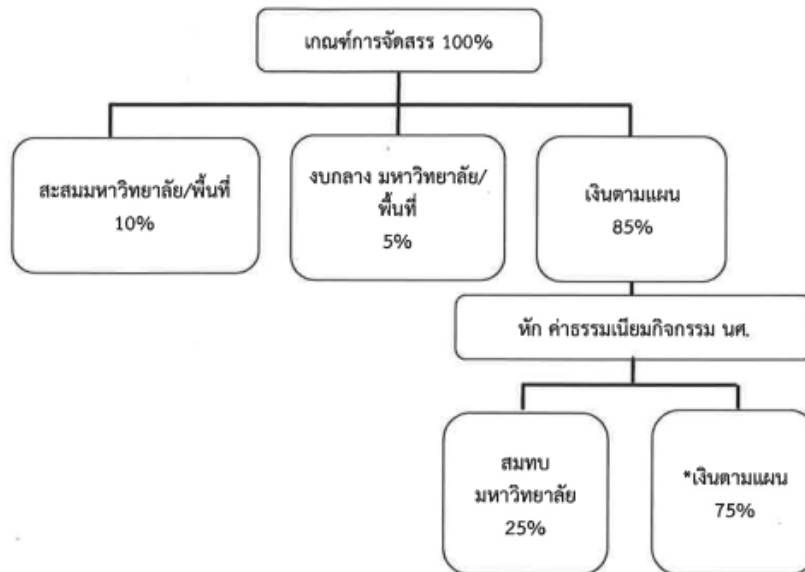 เกณฑ์การจัดสรร 100%
สะสมมหาวิทยาลัย/พื้นที่
10%
งบกลาง มหาวิทยาลัย/
พื้นที่
5%
เงินตามแผน
85%
หัก ค่าธรรมเนียมกิจกรรม นศ.
สมทบ
มหาวิทยาลัย
25%
*เงินตามแผน
75%